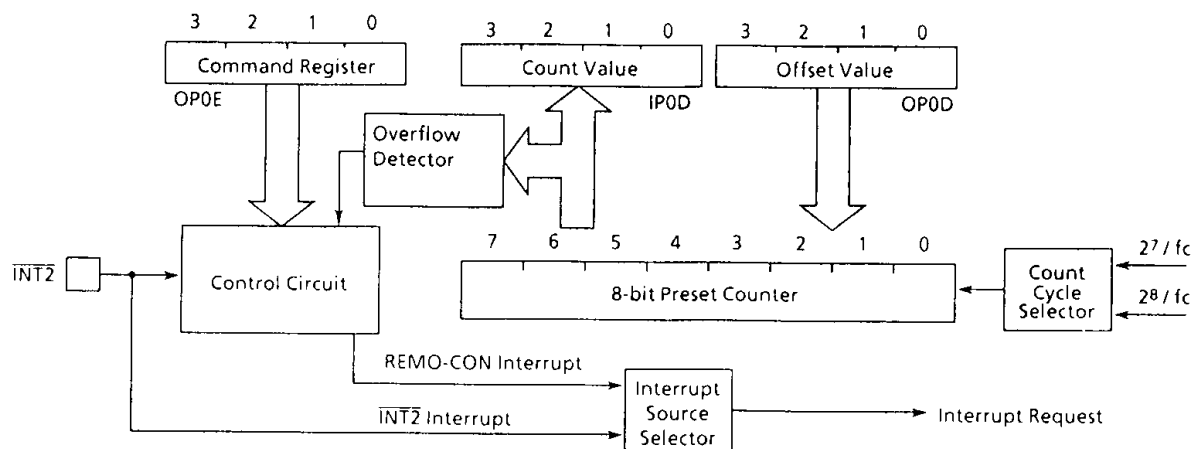 3 2 1 0
Command Register
OP0E
3 2 1 0
Count Value
IP0D
3 2 1 0
Offset Value
OP0D
Overflow
Detector
INT2
Control Circuit
7 6 5 4 3 2 1 0
8-bit Preset Counter
Count
Cycle
Selector
2⁷/fc
2⁸/fc
REMO-CON Interrupt
INT2 Interrupt
Interrupt
Source
Selector
Interrupt Request